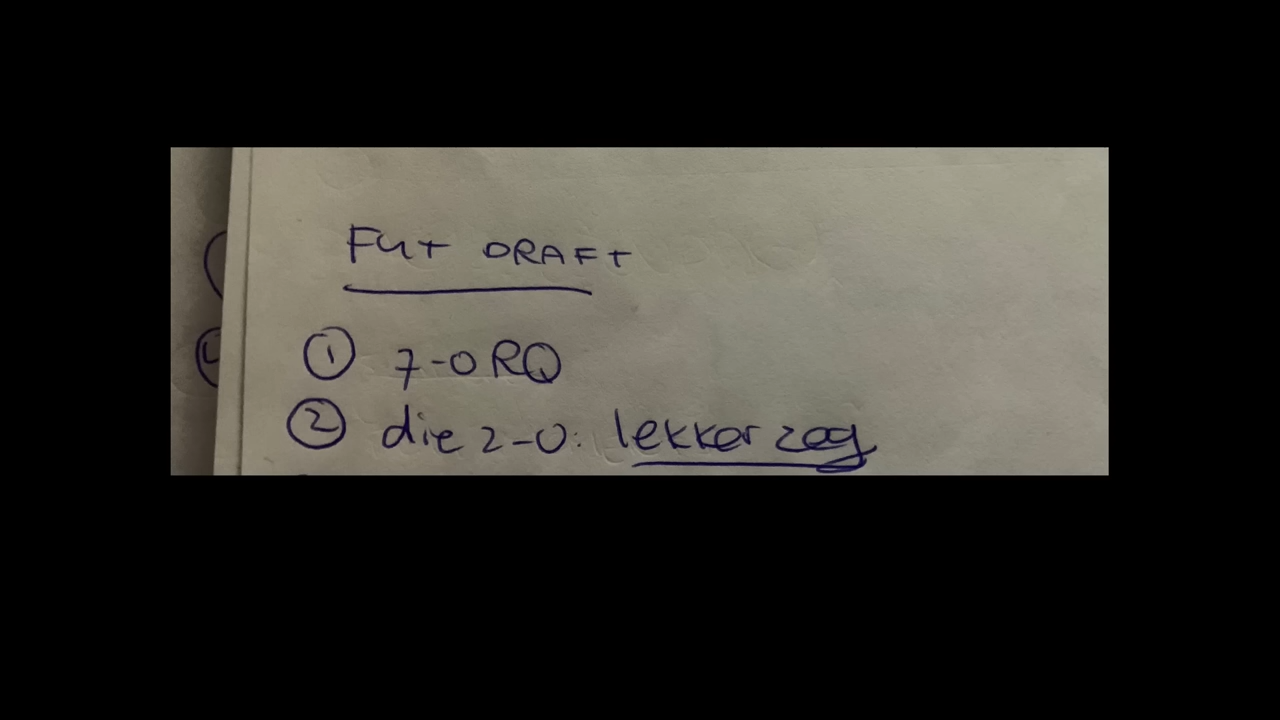 FUT DRAFT
① 7-0 RQ
② die 2-0: lekker zeg